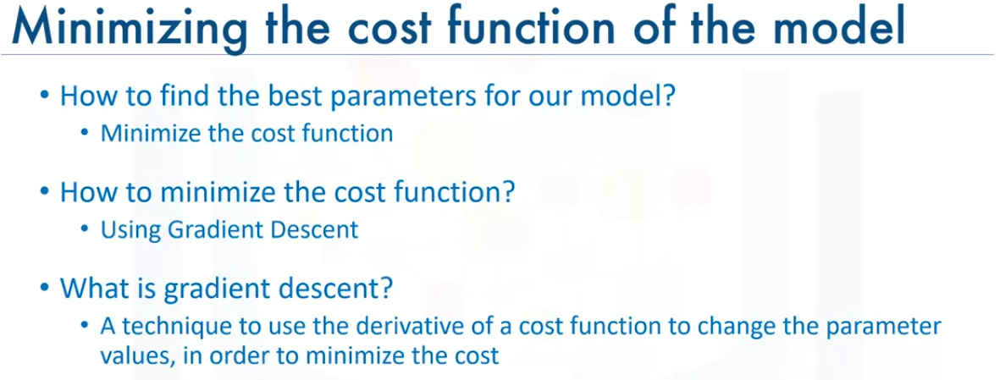 Minimizing the cost function of the model
• How to find the best parameters for our model?
• Minimize the cost function
• How to minimize the cost function?
• Using Gradient Descent
• What is gradient descent?
• A technique to use the derivative of a cost function to change the parameter
values, in order to minimize the cost